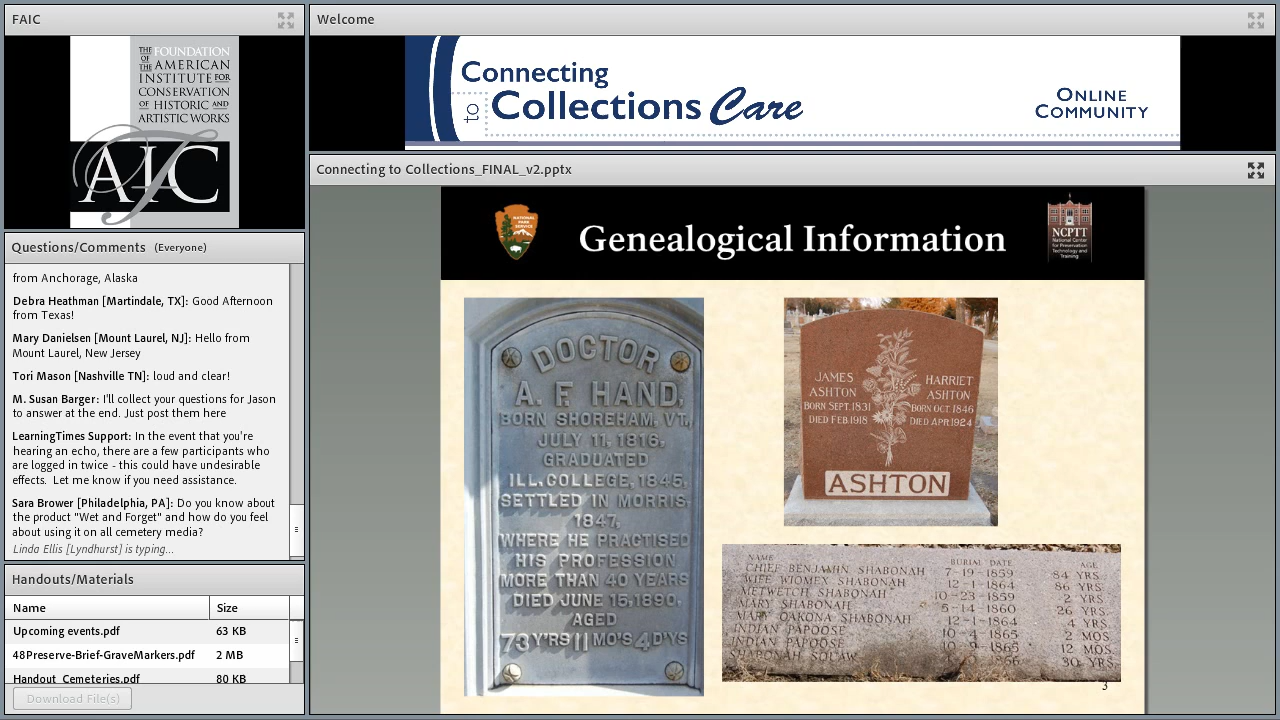 FAIC
THE FOUNDATION
OF THE AMERICAN
INSTITUTE FOR
CONSERVATION
OF HISTORIC AND
ARTISTIC WORKS
AIC
Welcome
Connecting
to Collections Care
ONLINE
COMMUNITY
Questions/Comments (Everyone)
from Anchorage, Alaska
Debra Heathman [Martindale, TX]: Good Afternoon
from Texas!
Mary Danielsen [Mount Laurel, NJ]: Hello from
Mount Laurel, New Jersey
Tori Mason [Nashville TN]: loud and clear!
M. Susan Barger: I'll collect your questions for Jason
to answer at the end. Just post them here
LearningTimes Support: In the event that you're
hearing an echo, there are a few participants who
are logged in twice - this could have undesirable
effects. Let me know if you need assistance.
Sara Brower [Philadelphia, PA]: Do you know about
the product "Wet and Forget" and how do you feel
about using it on all cemetery media?
Linda Ellis [Lyndhurst] is typing...
Handouts/Materials
Name Size
Upcoming events.pdf 63 KB
48Preserve-Brief-GraveMarkers.pdf 2 MB
Handout_Cemeteries.pdf 80 KB
Download File(s)
Connecting to Collections_FINAL_v2.pptx
NATIONAL
PARK
SERVICE
Genealogical Information
NCPTT
National Center
for Preservation
Technology and
Training
DOCTOR
A. F. HAND,
BORN SHOREHAM, VT.,
JULY 11, 1816,
GRADUATED
ILL. COLLEGE, 1845,
SETTLED IN MORRIS,
1847,
WHERE HE PRACTISED
HIS PROFESSION
MORE THAN 40 YEARS
DIED JUNE 15, 1890,
AGED
73 Y'RS 11 MO'S 4 D'YS
JAMES
ASHTON
BORN SEPT. 1831
DIED FEB. 1918
HARRIET
ASHTON
BORN OCT. 1846
DIED APR. 1924
ASHTON
NAME BURIAL DATE AGE
CHIEF BENJAMIN SHABONAH 7-19-1859 84 YRS.
WIFE WIOMEX SHABONAH 12-1-1864 86 YRS.
METWETCH SHABONAH 10-23-1859 2 YRS.
MARY SHABONAH 5-14-1860 26 YRS.
MARY OAKONA SHABONAH 12-1-1864 4 YRS.
INDIAN PAPOOSE 10-4-1865 2 MOS.
INDIAN PAPOOSE 10-9-1865 12 MOS.
SHABONAH SQUAW 1866 30 YRS.
3